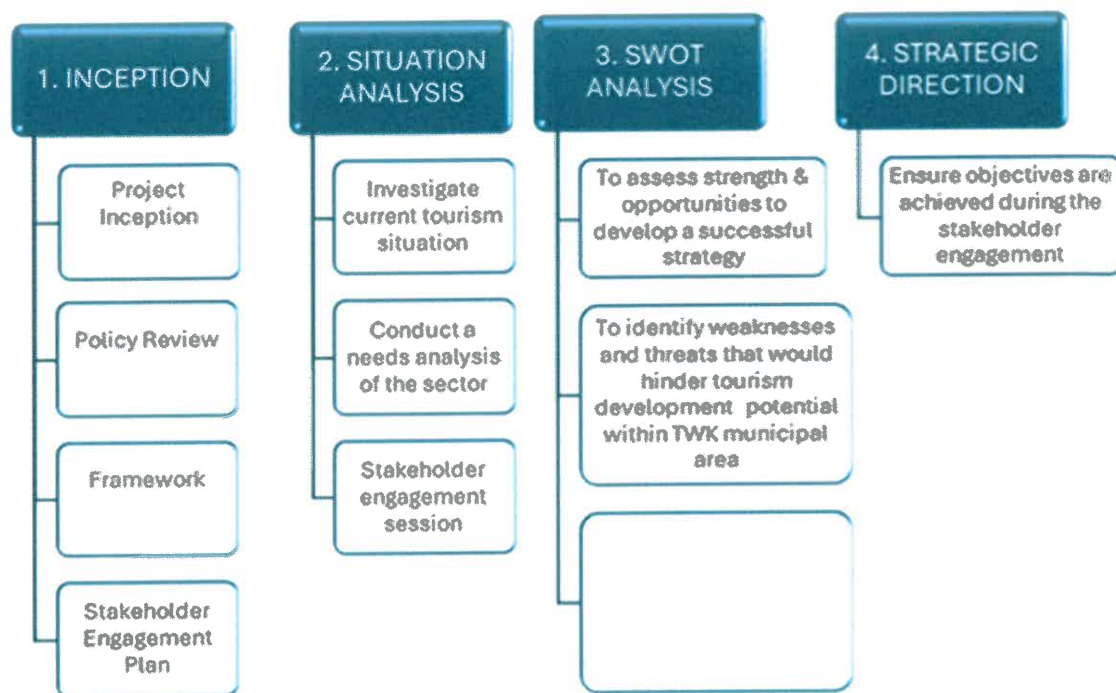 1. INCEPTION
Project
Inception
Policy Review
Framework
Stakeholder
Engagement
Plan
2. SITUATION
ANALYSIS
Investigate
current tourism
situation
Conduct a
needs analysis
of the sector
Stakeholder
engagement
session
3. SWOT
ANALYSIS
To assess strength &
opportunities to
develop a successful
strategy
To identify weaknesses
and threats that would
hinder tourism
development potential
within TWK municipal
area
4. STRATEGIC
DIRECTION
Ensure objectives are
achieved during the
stakeholder
engagement